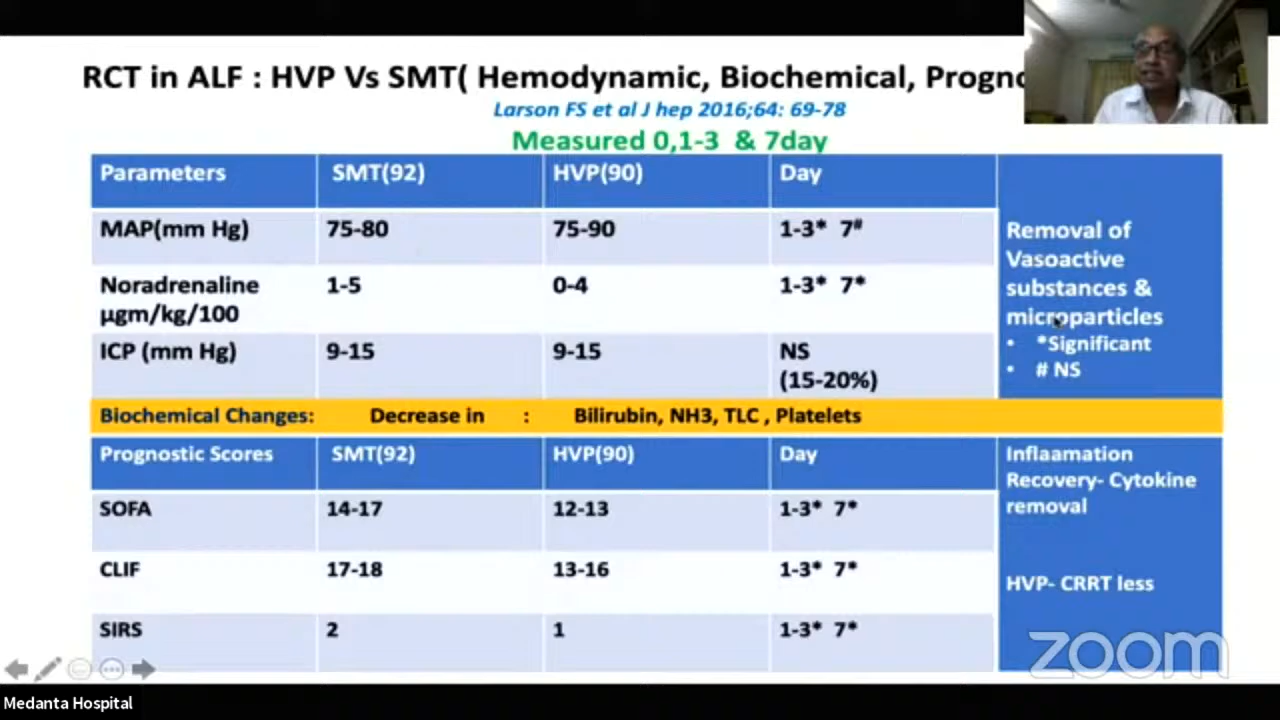 RCT in ALF : HVP Vs SMT( Hemodynamic, Biochemical, Progno
Larson FS et al J hep 2016;64: 69-78
Measured 0,1-3 & 7day
Parameters SMT(92) HVP(90) Day
MAP(mm Hg) 75-80 75-90 1-3* 7#
Noradrenaline
µgm/kg/100 1-5 0-4 1-3* 7*
ICP (mm Hg) 9-15 9-15 NS
(15-20%)
Removal of
Vasoactive
substances &
microparticles
• *Significant
• # NS
Biochemical Changes: Decrease in : Bilirubin, NH3, TLC , Platelets
Prognostic Scores SMT(92) HVP(90) Day
SOFA 14-17 12-13 1-3* 7*
CLIF 17-18 13-16 1-3* 7*
SIRS 2 1 1-3* 7*
Inflaamation
Recovery- Cytokine
removal
HVP- CRRT less
zoom
Medanta Hospital